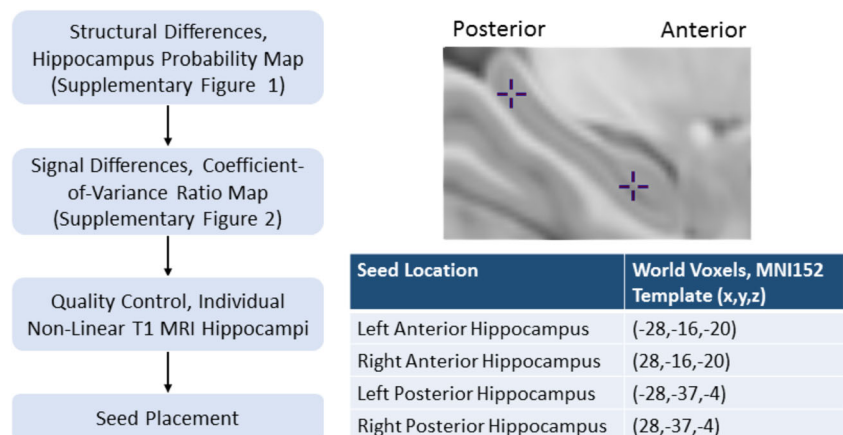 Structural Differences,
Hippocampus Probability Map
(Supplementary Figure 1)
Signal Differences, Coefficient-
of-Variance Ratio Map
(Supplementary Figure 2)
Quality Control, Individual
Non-Linear T1 MRI Hippocampi
Seed Placement
Posterior Anterior
Seed Location World Voxels, MNI152
Template (x,y,z)
Left Anterior Hippocampus (-28,-16,-20)
Right Anterior Hippocampus (28,-16,-20)
Left Posterior Hippocampus (-28,-37,-4)
Right Posterior Hippocampus (28,-37,-4)